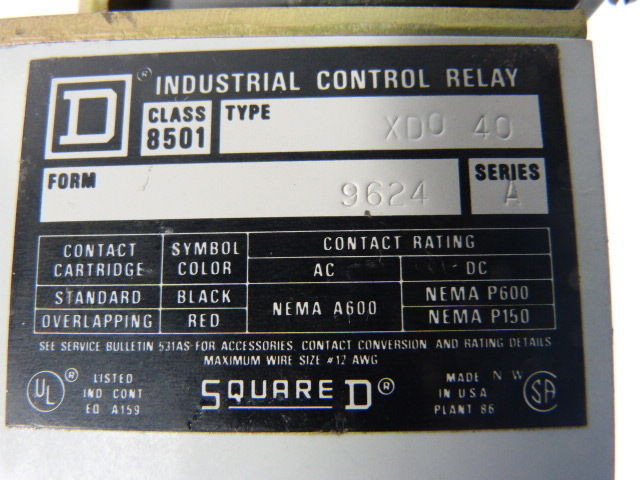 D ® INDUSTRIAL CONTROL RELAY
CLASS 8501 TYPE XDO 40
FORM 9624 SERIES A
CONTACT CARTRIDGE SYMBOL COLOR CONTACT RATING
AC DC
STANDARD BLACK NEMA A600 NEMA P600
OVERLAPPING RED NEMA P150
SEE SERVICE BULLETIN 531AS FOR ACCESSORIES, CONTACT CONVERSION, AND RATING DETAILS
MAXIMUM WIRE SIZE #12 AWG
UL ® LISTED
IND CONT
EQ A159
SQUARE D ®
MADE N W
IN USA
PLANT 86
SA